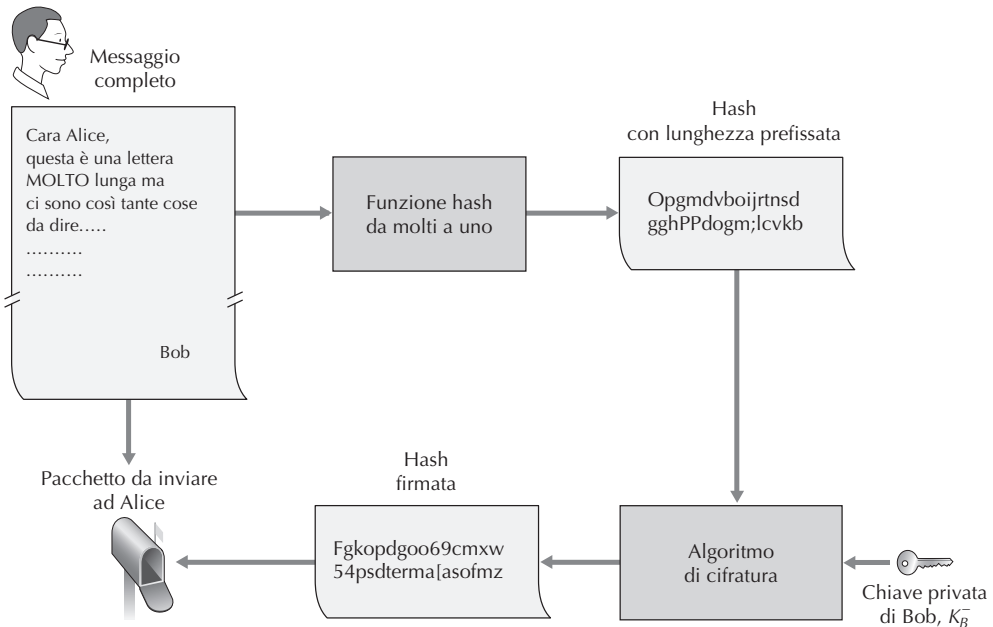 Messaggio
completo
Cara Alice,
questa è una lettera
MOLTO lunga ma
ci sono così tante cose
da dire.....
..........
..........
Bob
Funzione hash
da molti a uno
Hash
con lunghezza prefissata
Opgmdvboijrtnsd
gghPPdogm;lcvkb
Pacchetto da inviare
ad Alice
Hash
firmata
Fgkopdgoo69cmxw
54psdterma[asofmz
Algoritmo
di cifratura
Chiave privata
di Bob, K_B^-